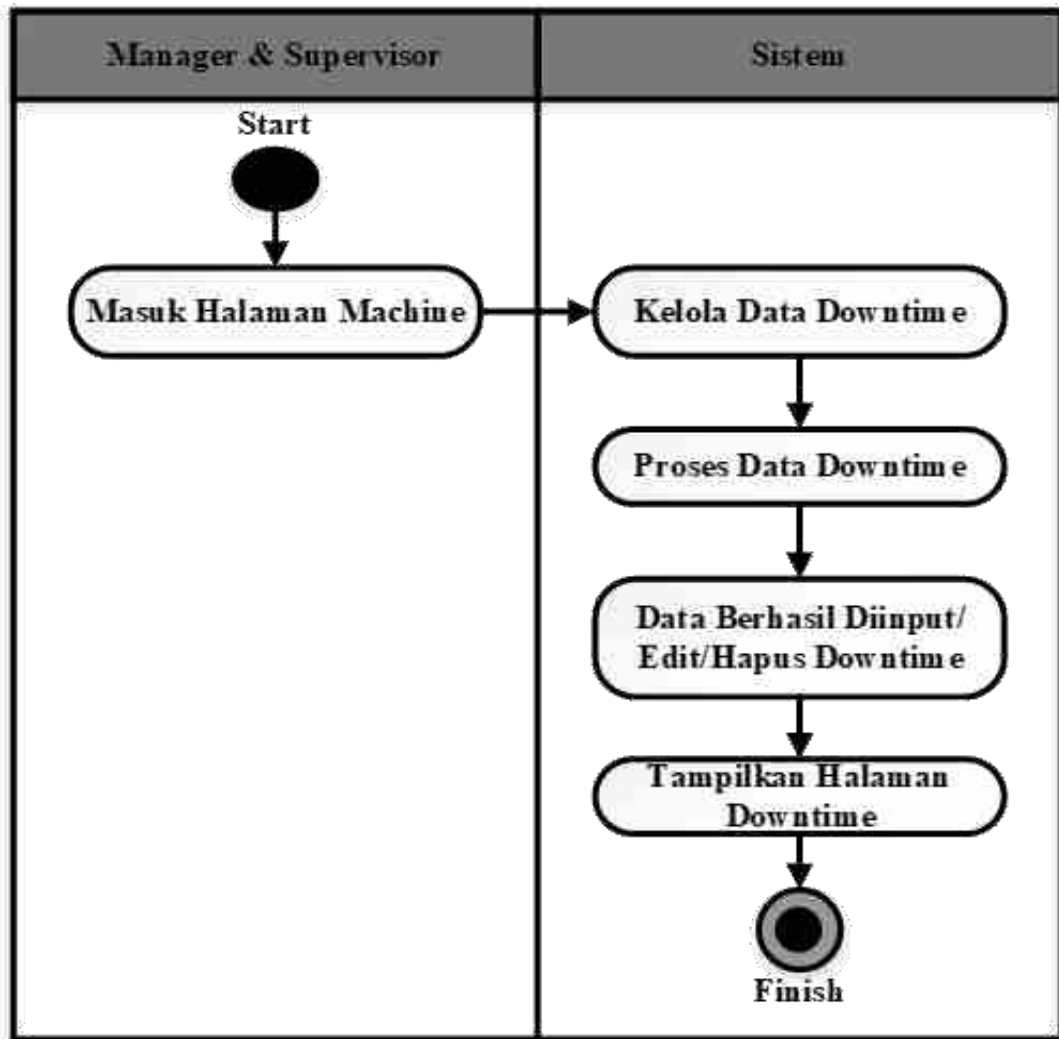 Manager & Supervisor
Sistem
Start
Masuk Halaman Machine
Kelola Data Downtime
Proses Data Downtime
Data Berhasil Diinput/
Edit/Hapus Downtime
Tampilkan Halaman
Downtime
Finish